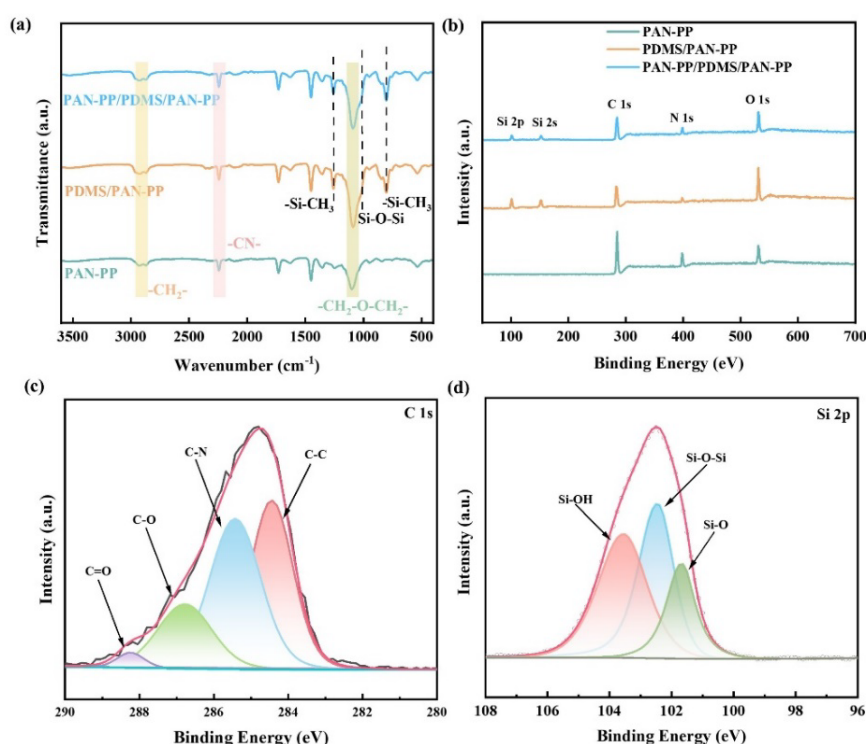 (a)
PAN-PP/PDMS/PAN-PP
PDMS/PAN-PP
-Si-CH3
Si-O-Si
-Si-CH3
-CN-
PAN-PP
-CH2-
-CH2-O-CH2-
Transmittance (a.u.)
3500 3000 2500 2000 1500 1000 500
Wavenumber (cm-1)
(b)
PAN-PP
PDMS/PAN-PP
PAN-PP/PDMS/PAN-PP
Si 2p Si 2s C 1s N 1s O 1s
Intensity (a.u.)
100 200 300 400 500 600 700
Binding Energy (eV)
(c)
C 1s
C-N
C-C
C-O
C=O
Intensity (a.u.)
290 288 286 284 282 280
Binding Energy (eV)
(d)
Si 2p
Si-O-Si
Si-OH
Si-O
Intensity (a.u.)
108 106 104 102 100 98 96
Binding Energy (eV)